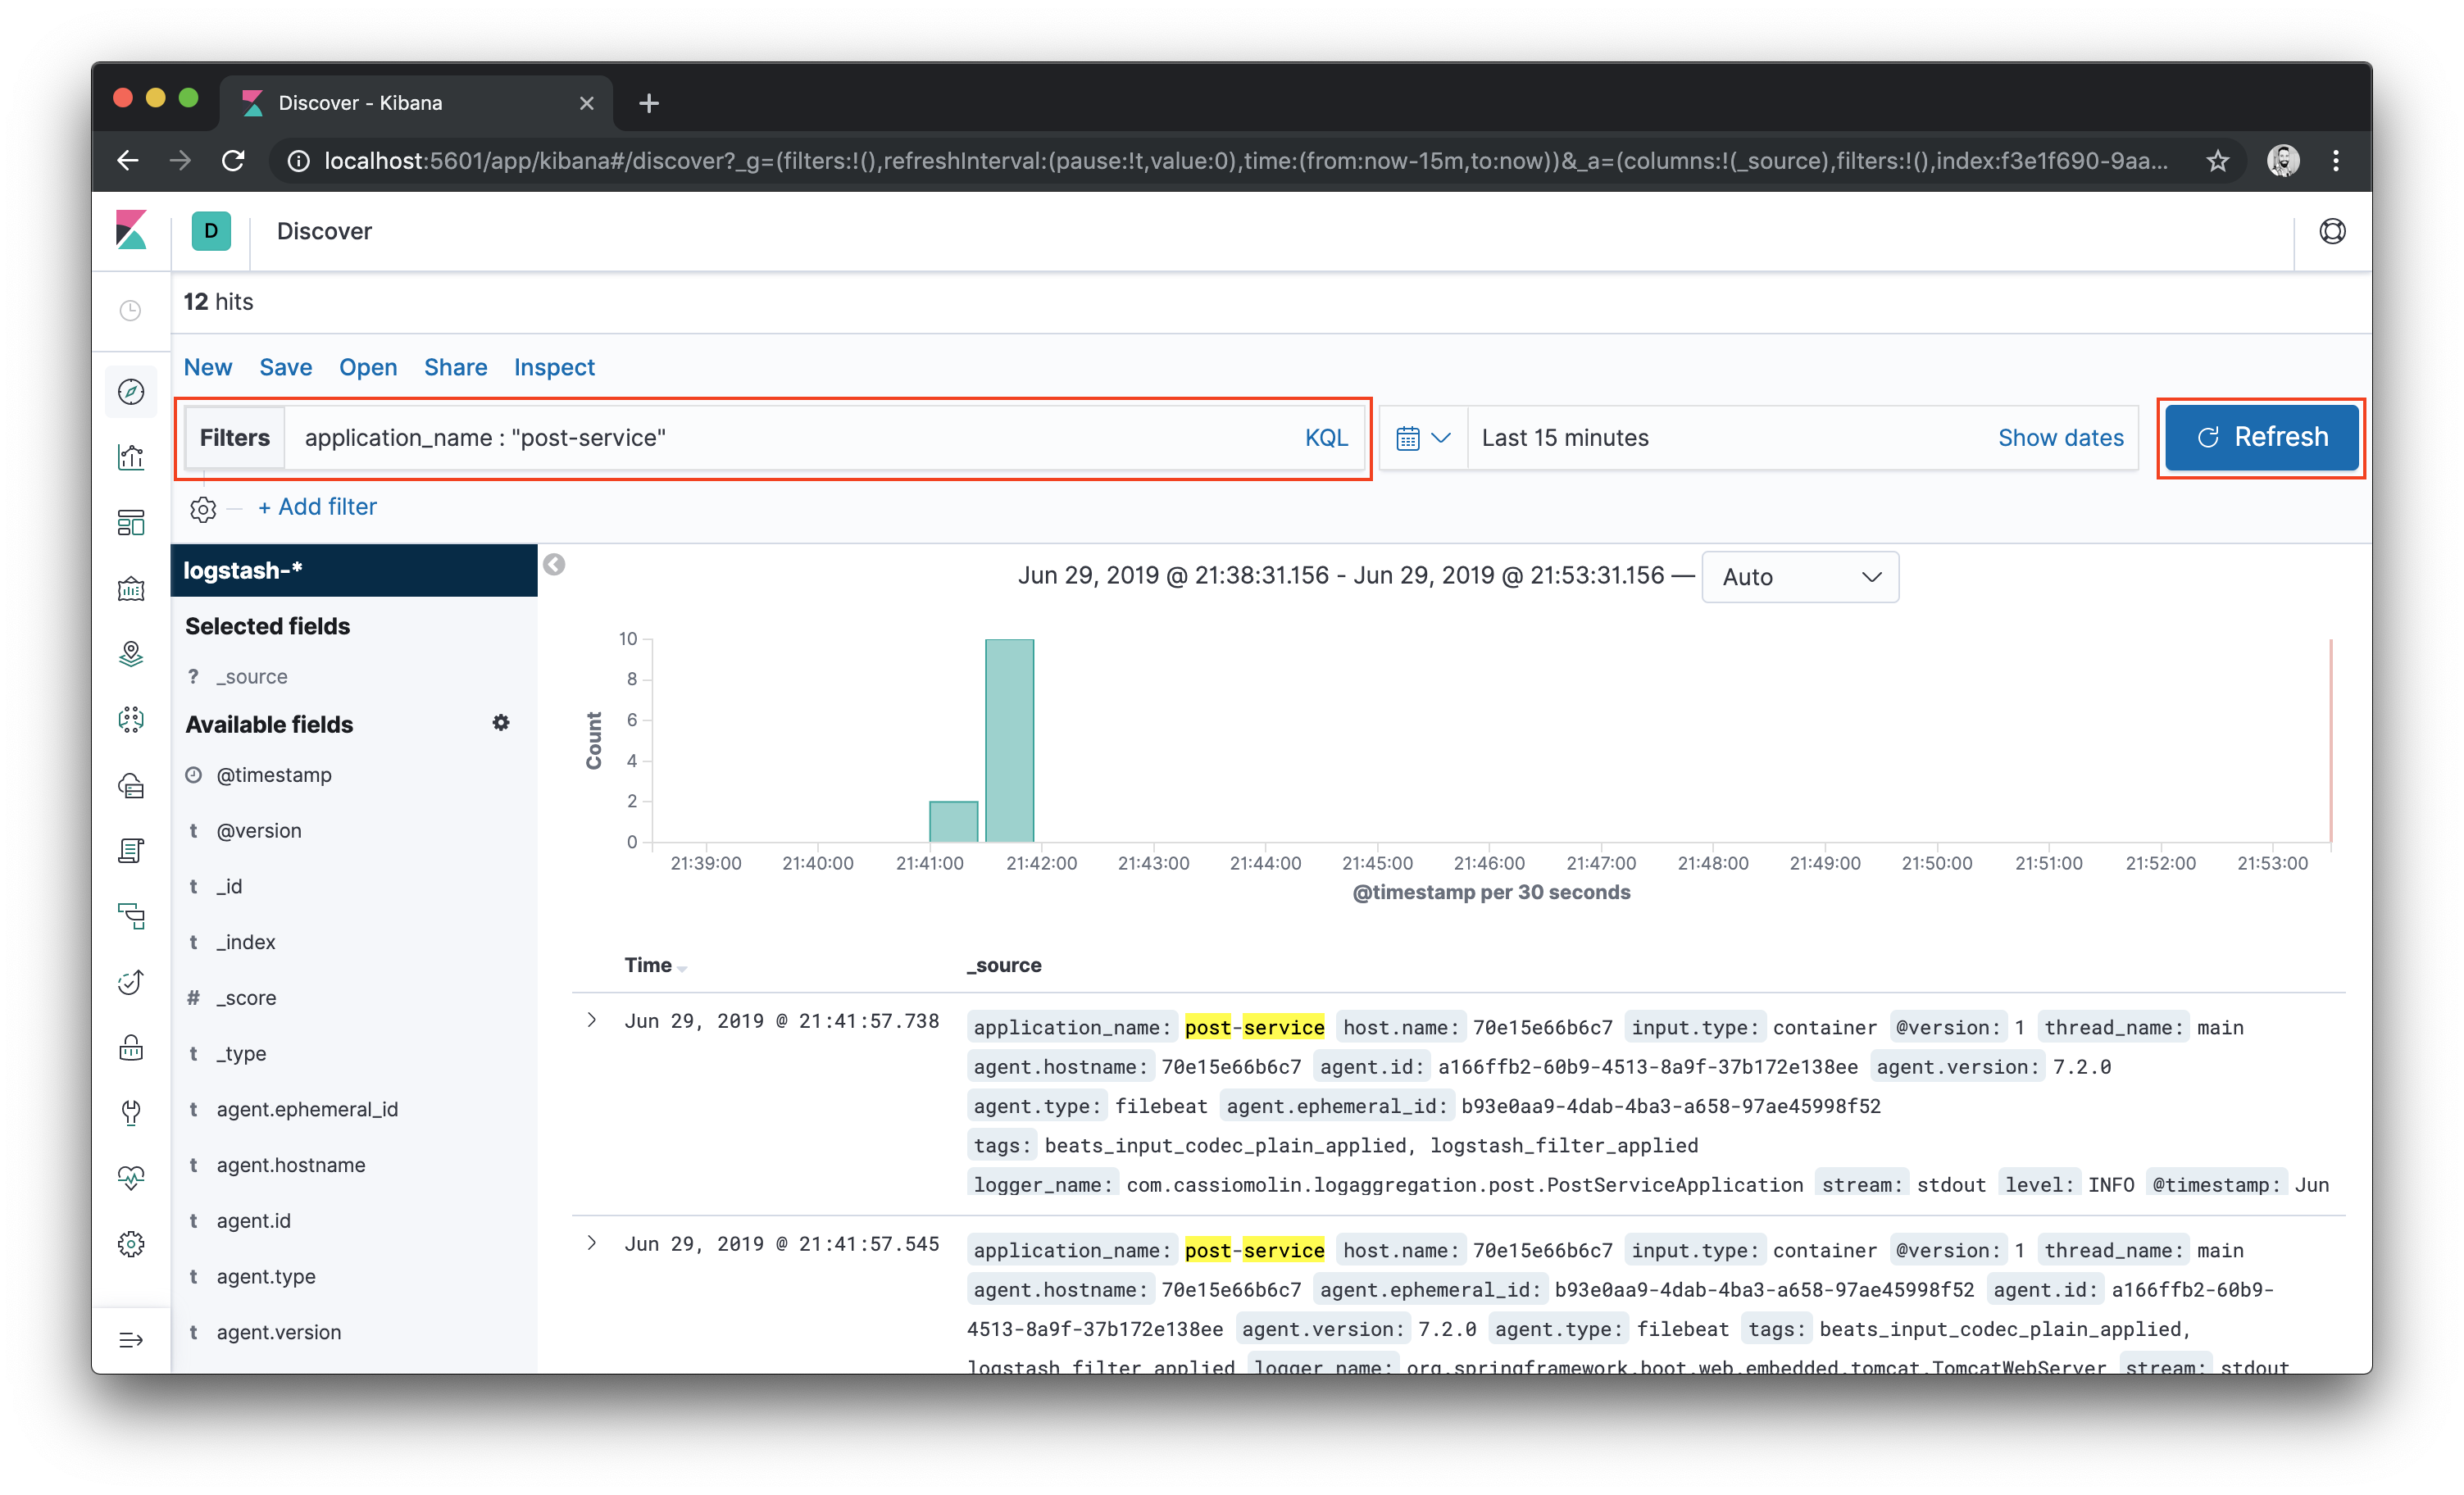 Discover - Kibana
localhost:5601/app/kibana#/discover?_g=(filters:!(),refreshInterval:(pause:!t,value:0),time:(from:now-15m,to:now))&_a=(columns:!(_source),filters:!(),index:f3e1f690-9aa...
D Discover
12 hits
New Save Open Share Inspect
Filters application_name : "post-service" KQL Last 15 minutes Show dates Refresh
+ Add filter
logstash-*
Selected fields
? _source
Available fields
@timestamp
t @version
t _id
t _index
# _score
t _type
t agent.ephemeral_id
t agent.hostname
t agent.id
t agent.type
t agent.version
Jun 29, 2019 @ 21:38:31.156 - Jun 29, 2019 @ 21:53:31.156 — Auto
Count
10
8
6
4
2
0
21:39:00 21:40:00 21:41:00 21:42:00 21:43:00 21:44:00 21:45:00 21:46:00 21:47:00 21:48:00 21:49:00 21:50:00 21:51:00 21:52:00 21:53:00
@timestamp per 30 seconds
Time _source
Jun 29, 2019 @ 21:41:57.738 application_name: post-service host.name: 70e15e66b6c7 input.type: container @version: 1 thread_name: main
agent.hostname: 70e15e66b6c7 agent.id: a166ffb2-60b9-4513-8a9f-37b172e138ee agent.version: 7.2.0
agent.type: filebeat agent.ephemeral_id: b93e0aa9-4dab-4ba3-a658-97ae45998f52
tags: beats_input_codec_plain_applied, logstash_filter_applied
logger_name: com.cassiomolin.logaggregation.post.PostServiceApplication stream: stdout level: INFO @timestamp: Jun
Jun 29, 2019 @ 21:41:57.545 application_name: post-service host.name: 70e15e66b6c7 input.type: container @version: 1 thread_name: main
agent.hostname: 70e15e66b6c7 agent.ephemeral_id: b93e0aa9-4dab-4ba3-a658-97ae45998f52 agent.id: a166ffb2-60b9-
4513-8a9f-37b172e138ee agent.version: 7.2.0 agent.type: filebeat tags: beats_input_codec_plain_applied,
logstash_filter_applied logger_name: org.springframework.boot.web.embedded.tomcat.TomcatWebServer stream: stdout